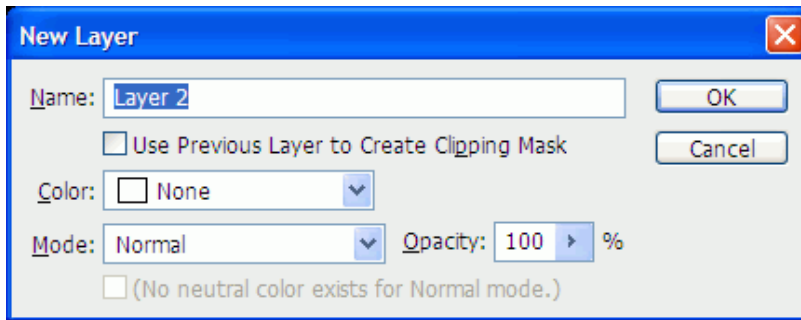 New Layer
Name: Layer 2 OK
Use Previous Layer to Create Clipping Mask Cancel
Color: None
Mode: Normal Opacity: 100 %
(No neutral color exists for Normal mode.)